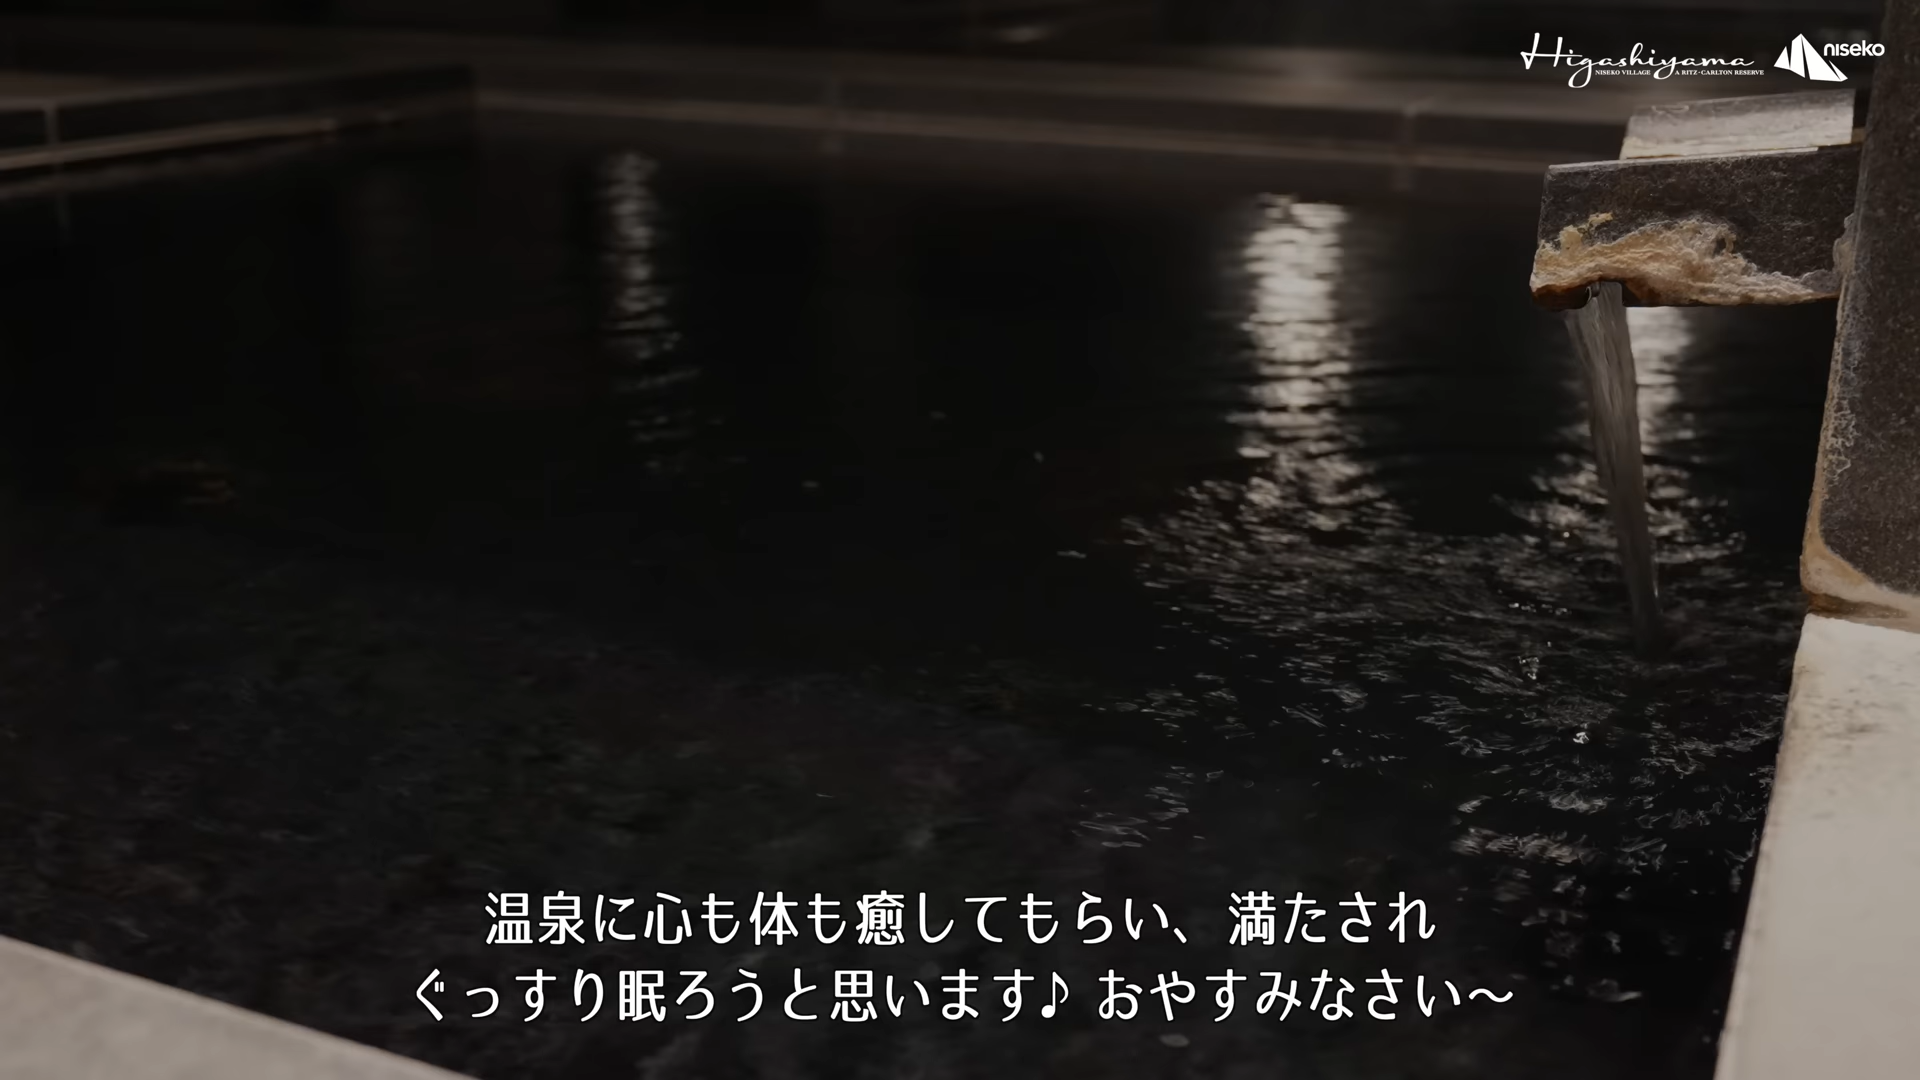 Higashiyama
NISEKO VILLAGE A RITZ-CARLTON RESERVE
niseko
温泉に心も体も癒してもらい、満たされ
ぐっすり眠ろうと思います♪ おやすみなさい～